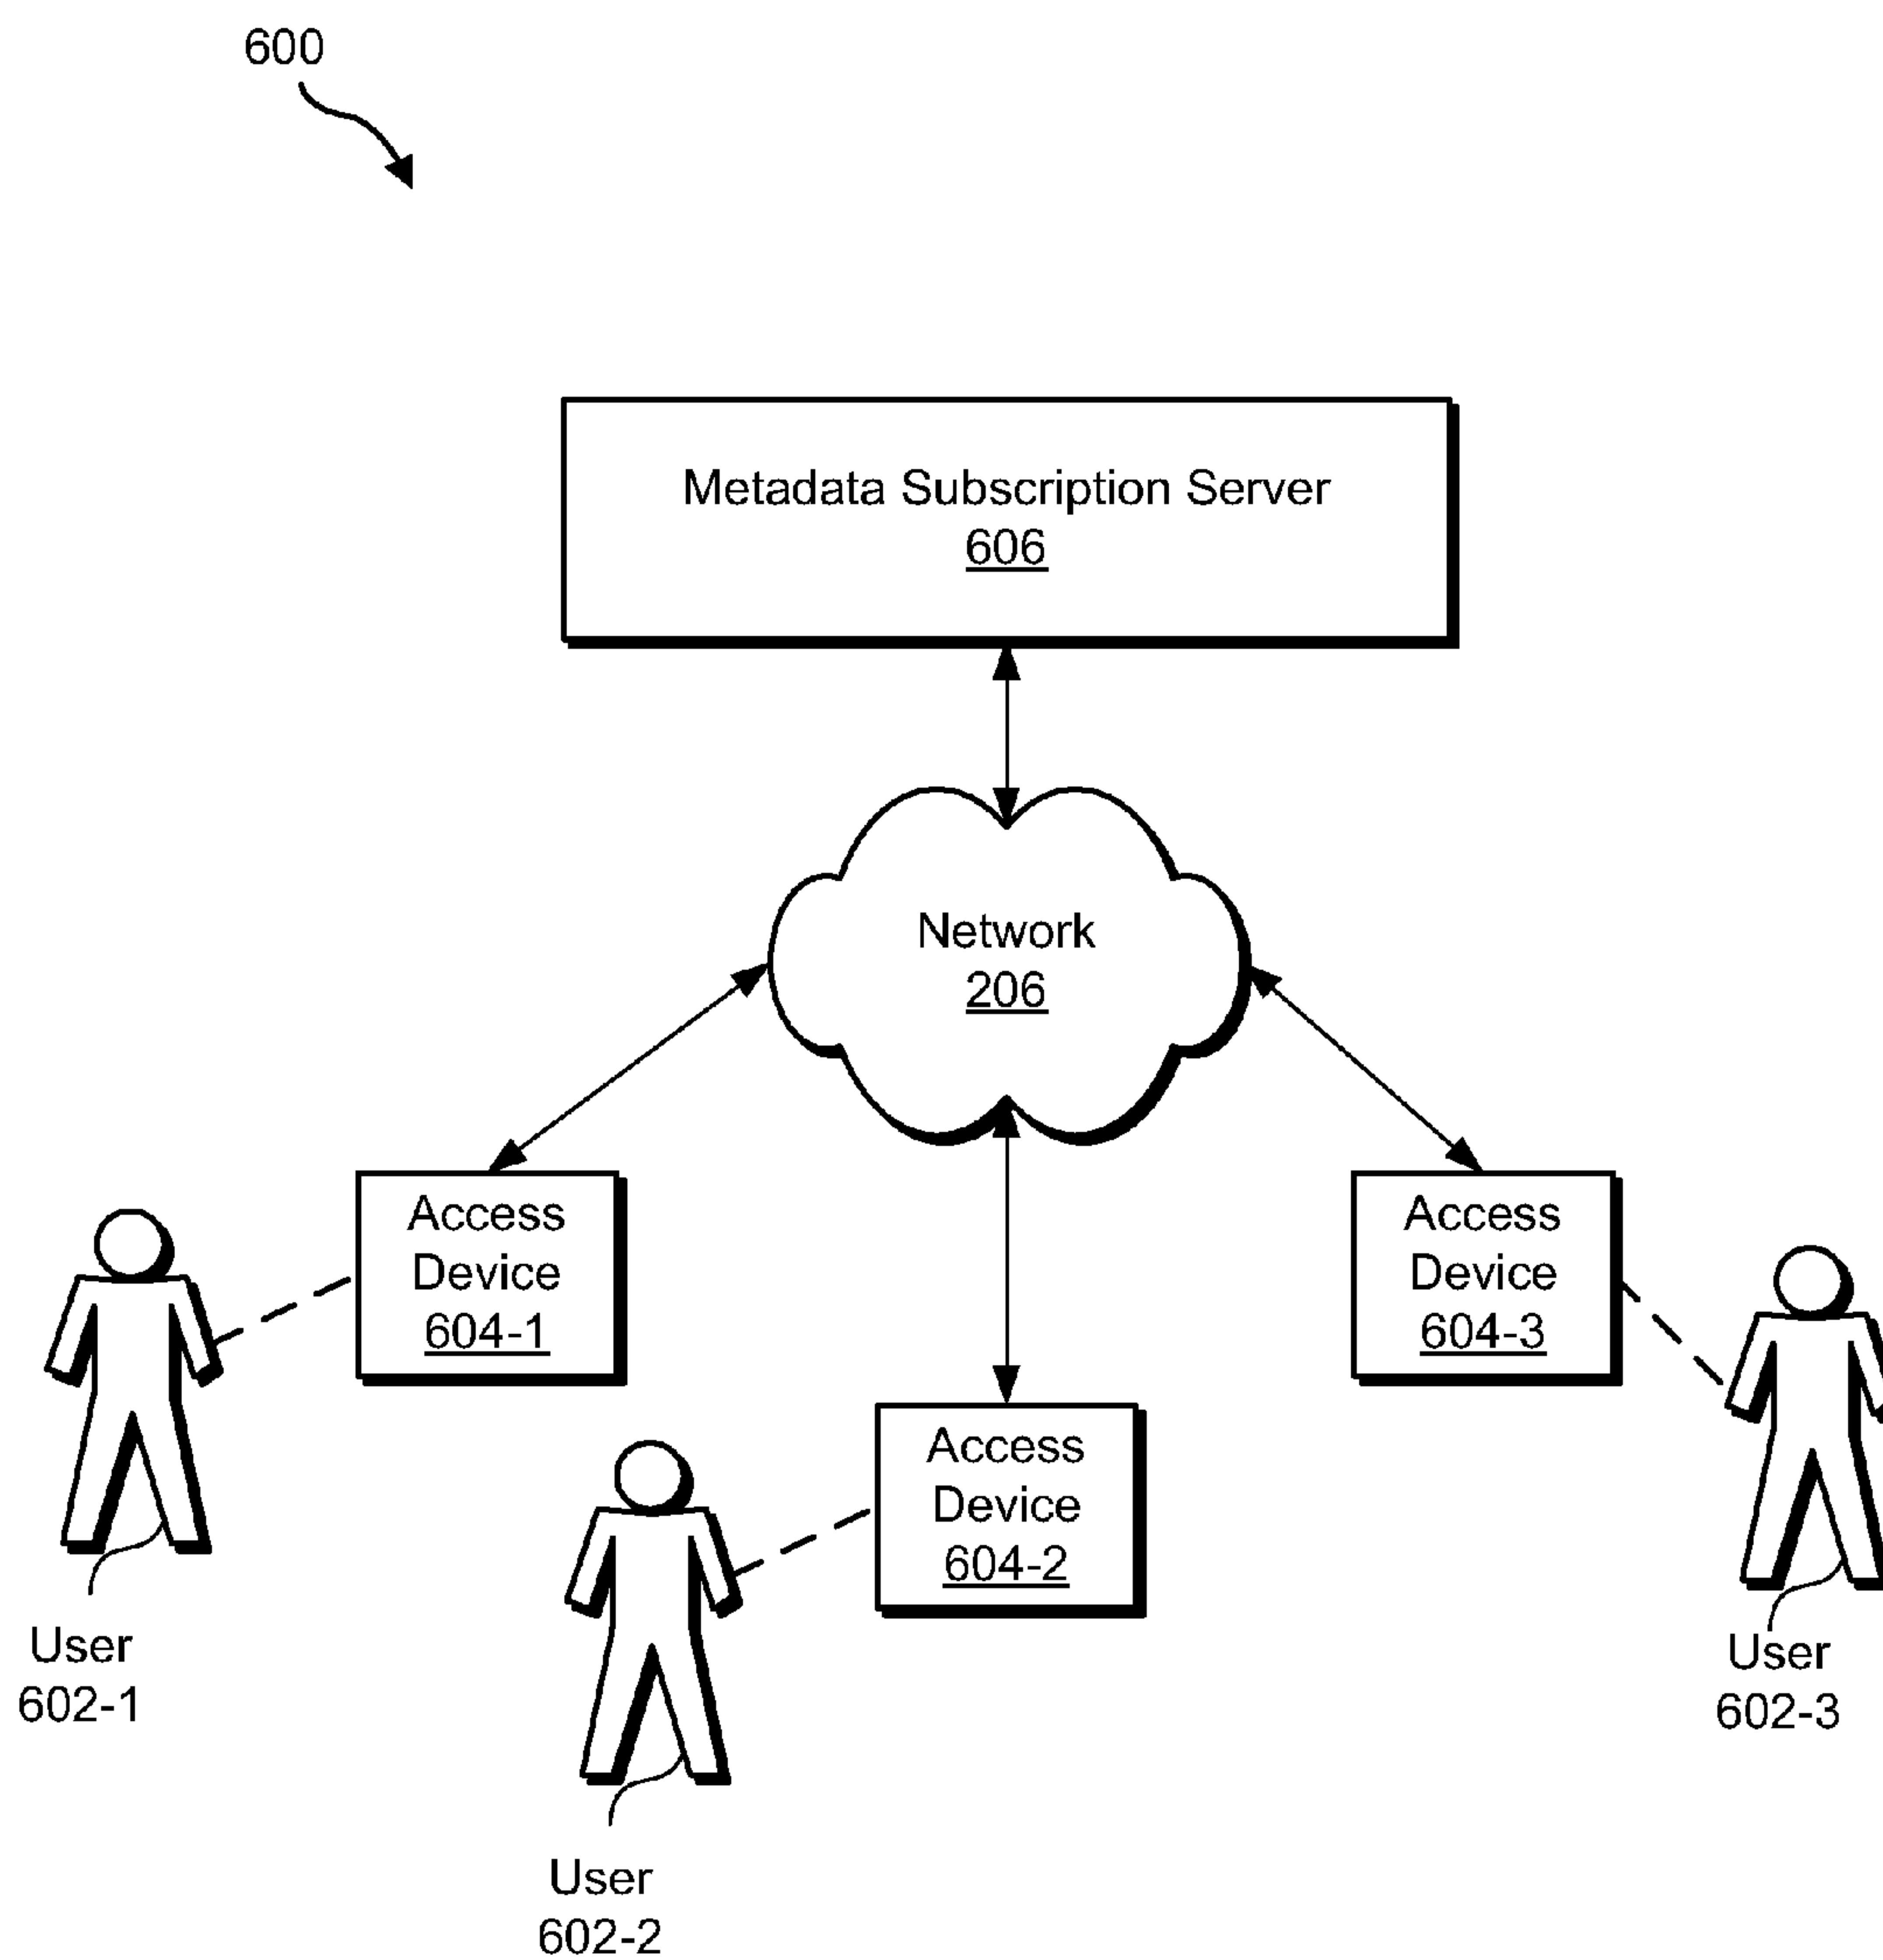 600
Metadata Subscription Server
606
Network
206
Access
Device
604-1
Access
Device
604-3
Access
Device
604-2
User
602-1
User
602-3
User
602-2